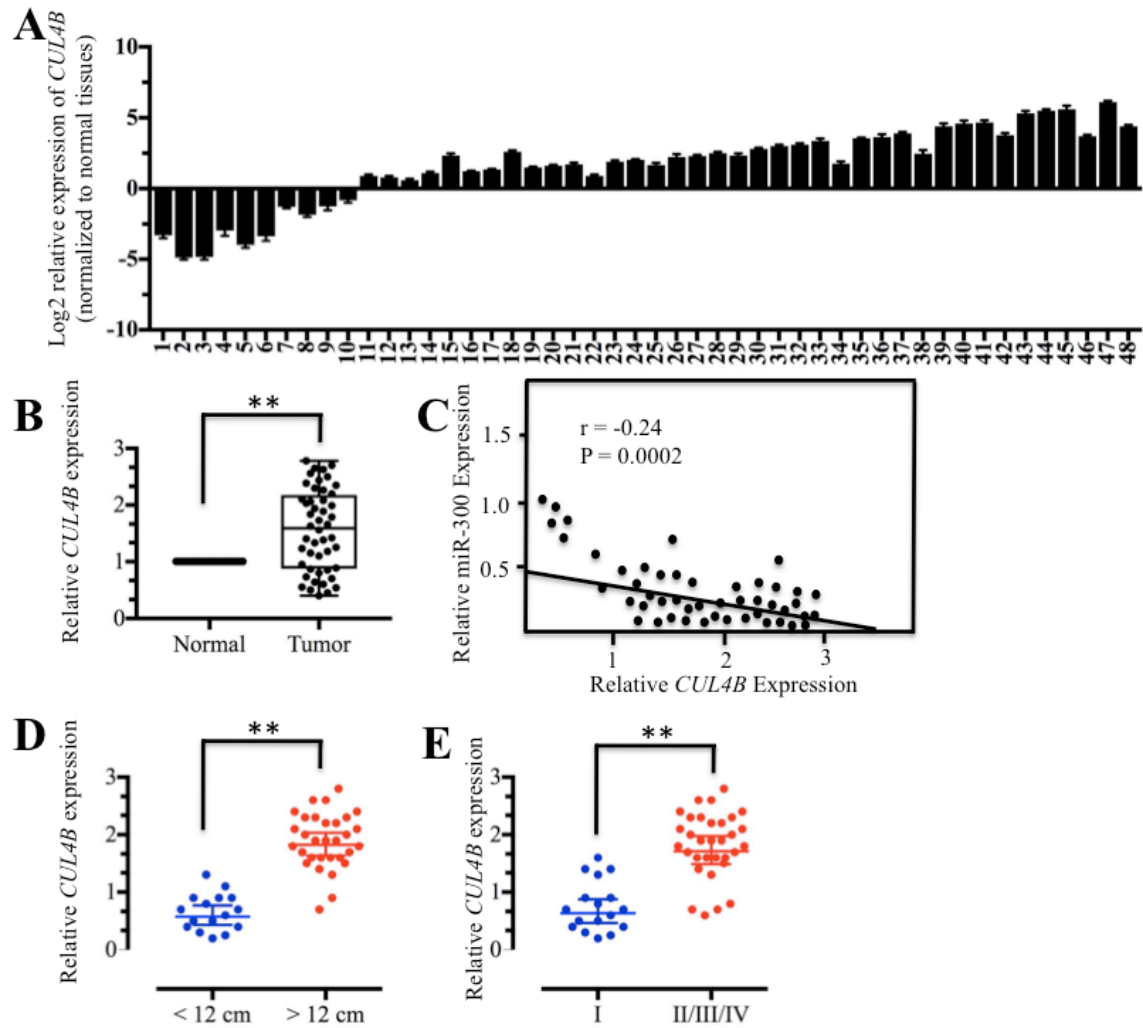 A
Log2 relative expression of CUL4B
(normalized to normal tissues)
10
5
0
-5
-10
1 2 3 4 5 6 7 8 9 10 11 12 13 14 15 16 17 18 19 20 21 22 23 24 25 26 27 28 29 30 31 32 33 34 35 36 37 38 39 40 41 42 43 44 45 46 47 48
B
Relative CUL4B expression
**
3
2
1
0
Normal Tumor
C
Relative miR-300 Expression
r = -0.24
P = 0.0002
1.5
1.0
0.5
1 2 3
Relative CUL4B Expression
D
Relative CUL4B expression
**
3
2
1
0
< 12 cm > 12 cm
E
Relative CUL4B expression
**
3
2
1
0
I II/III/IV